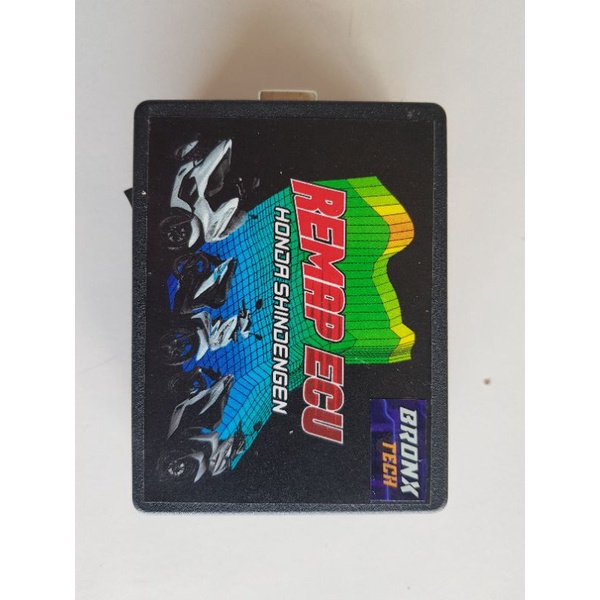 REMAP ECU
HONDA SHINDENGEN
BRONX
TECH